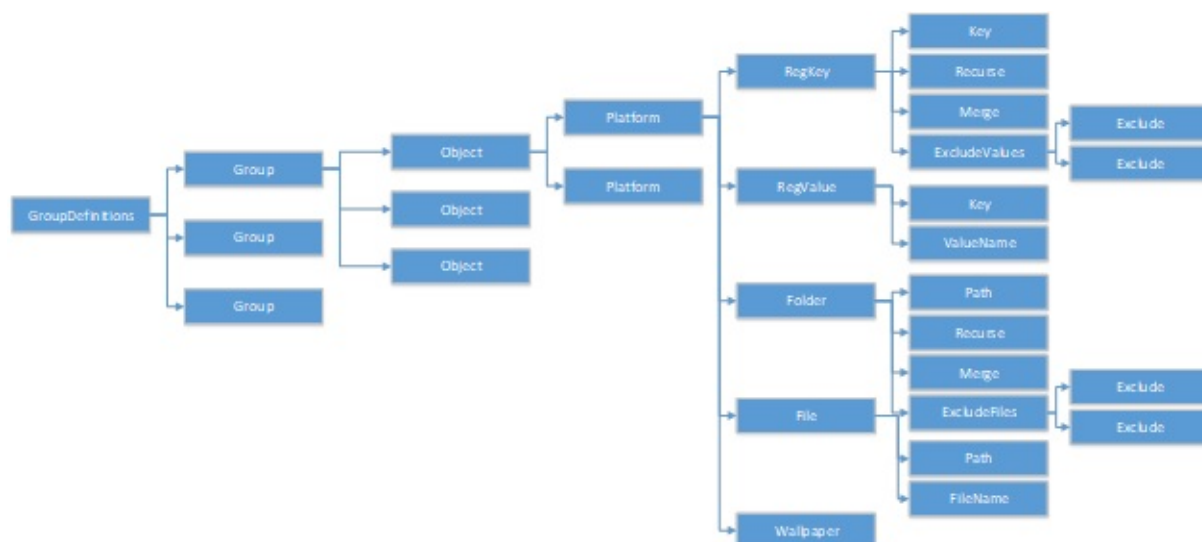 Key
RegKey
Recurse
Merge
Platform
Exclude
Object
ExcludeValues
Group
Exclude
Platform
RegValue
Key
Object
GroupDefinitions
Group
ValueName
Object
Path
Group
Folder
Recurse
Merge
Exclude
File
ExcludeFiles
Exclude
Path
FileName
Wallpaper